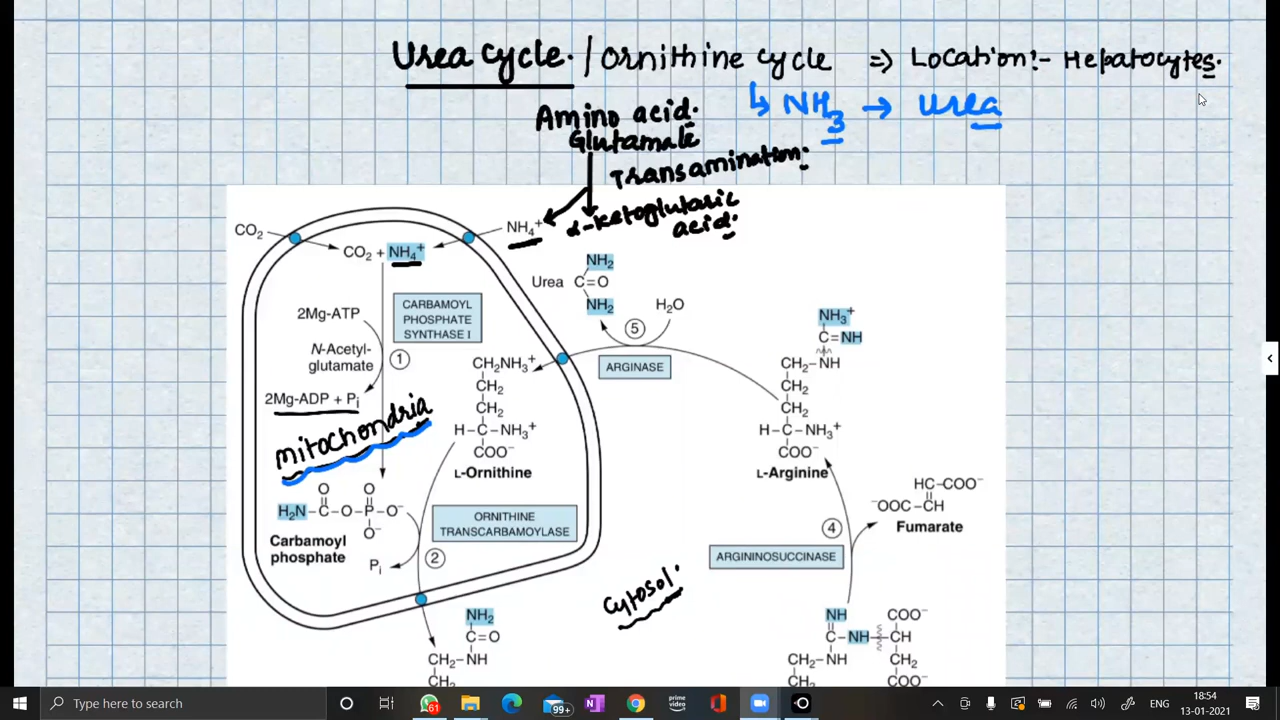 Urea cycle. / Ornithine cycle => Location:- Hepatocytes.
↳ NH3 → Urea
Amino acid.
Glutamate
Transamination.
α-Ketoglutaric
acid.
CO2
NH4+
CO2 + NH4+
NH2
Urea C=O
NH2
H2O
2Mg-ATP
CARBAMOYL
PHOSPHATE
SYNTHASE I
N-Acetyl-
glutamate
1
2Mg-ADP + Pi
mitochondria
5
ARGINASE
NH3+
C=NH
CH2–NH
CH2
CH2
H–C–NH3+
COO−
L-Arginine
CH2NH3+
CH2
CH2
H–C–NH3+
COO−
L-Ornithine
O O
H2N–C–O–P–O−
O−
Carbamoyl
phosphate
ORNITHINE
TRANSCARBAMOYLASE
Pi
2
HC–COO−
−OOC–CH
Fumarate
4
ARGININOSUCCINASE
Cytosol.
NH2
C=O
CH2–NH
NH COO−
C–NH–CH
CH2–NH CH2
COO−
Type here to search
61
99+
prime
video
ENG
18:54
13-01-2021